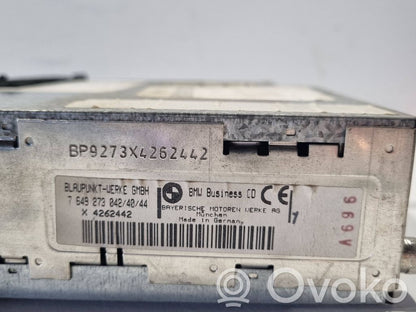 BP9273X4262442
BLAUPUNKT-WERKE GMBH
7 649 273 042/40/44
X 4262442
BMW Business CD
BAYERISCHE MOTOREN WERKE AG
München
Made in Germany
CE
A696
ovoko